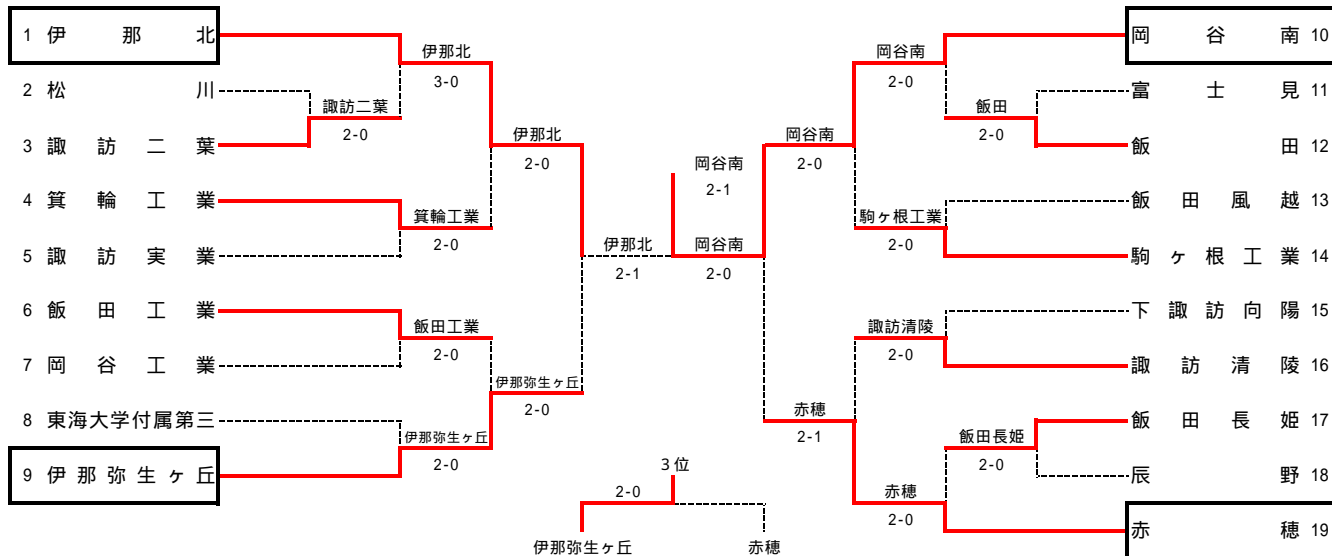 1 伊那北
2 松川
3 諏訪二葉
4 箕輪工業
5 諏訪実業
6 飯田工業
7 岡谷工業
8 東海大学付属第三
9 伊那弥生ヶ丘
諏訪二葉
2-0
伊那北
3-0
箕輪工業
2-0
飯田工業
2-0
伊那弥生ヶ丘
2-0
伊那北
2-0
伊那弥生ヶ丘
2-0
伊那北
2-1
岡谷南
2-1
岡谷南
2-0
岡谷南
2-0
赤穂
2-1
岡谷南
2-0
駒ヶ根工業
2-0
諏訪清陵
2-0
赤穂
2-0
飯田
2-0
飯田長姫
2-0
岡谷南 10
富士見 11
飯田 12
飯田風越 13
駒ヶ根工業 14
下諏訪向陽 15
諏訪清陵 16
飯田長姫 17
辰野 18
赤穂 19
3位
2-0
伊那弥生ヶ丘
赤穂